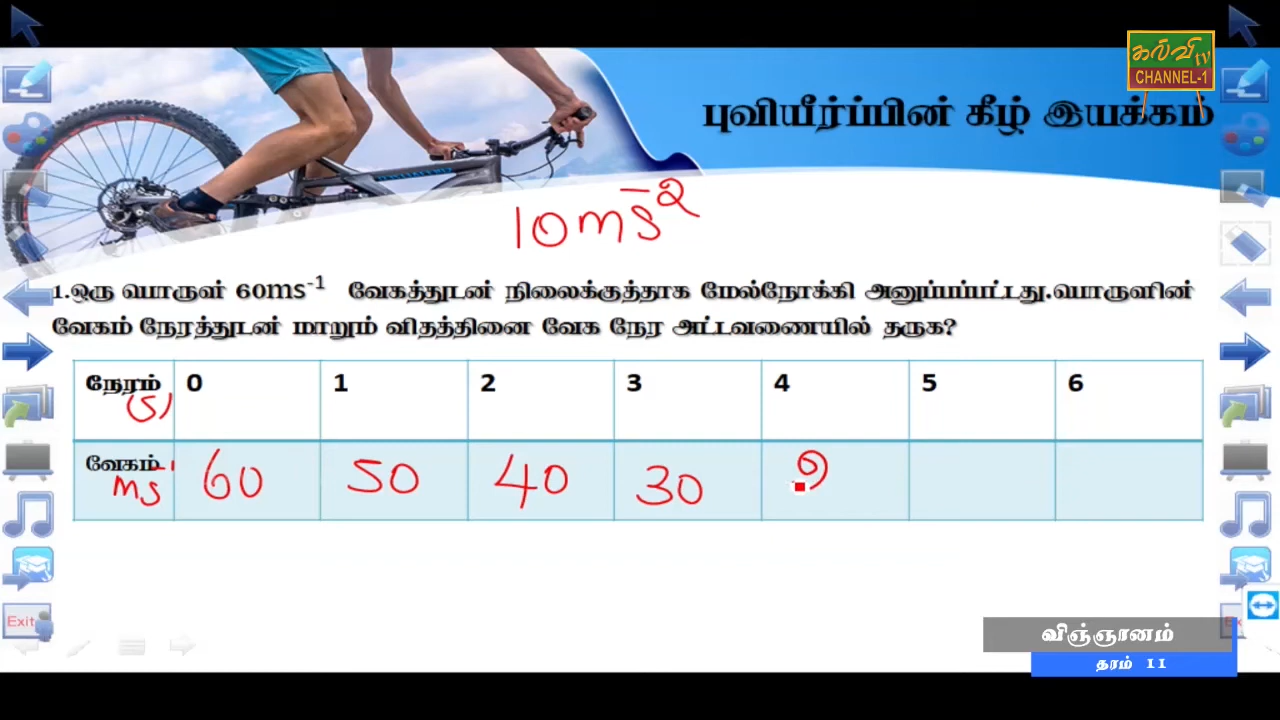 கல்வி TV
CHANNEL-1
புவியீர்ப்பின் கீழ் இயக்கம்
10ms⁻²
1.ஒரு பொருள் 60ms⁻¹ வேகத்துடன் நிலைக்குத்தாக மேல்நோக்கி அனுப்பப்பட்டது.பொருளின்
வேகம் நேரத்துடன் மாறும் விதத்தினை வேக நேர அட்டவணையில் தருக?
நேரம் (s) 0 1 2 3 4 5 6
வேகம் ms⁻¹ 60 50 40 30
Exit
விஞ்ஞானம்
தரம் 11